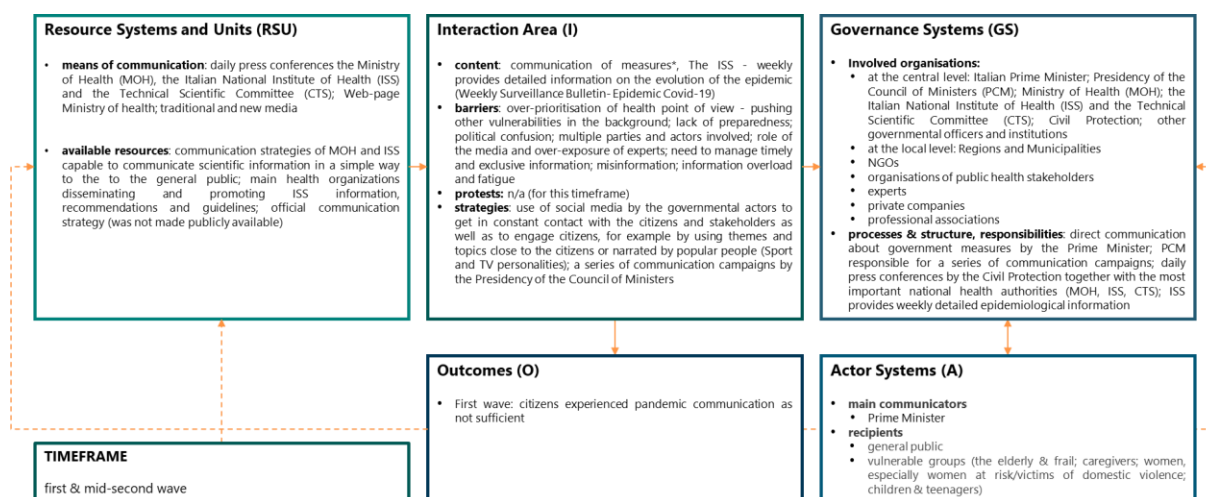 Resource Systems and Units (RSU)
• means of communication: daily press conferences the Ministry
of Health (MOH), the Italian National Institute of Health (ISS)
and the Technical Scientific Committee (CTS); Web-page
Ministry of health; traditional and new media
• available resources: communication strategies of MOH and ISS
capable to communicate scientific information in a simple way
to the to the general public; main health organizations
disseminating and promoting ISS information,
recommendations and guidelines; official communication
strategy (was not made publicly available)
Interaction Area (I)
• content: communication of measures*, The ISS - weekly
provides detailed information on the evolution of the epidemic
(Weekly Surveillance Bulletin- Epidemic Covid-19)
• barriers: over-prioritisation of health point of view - pushing
other vulnerabilities in the background; lack of preparedness;
political confusion; multiple parties and actors involved; role of
the media and over-exposure of experts; need to manage timely
and exclusive information; misinformation; information overload
and fatigue
• protests: n/a (for this timeframe)
• strategies: use of social media by the governmental actors to
get in constant contact with the citizens and stakeholders as
well as to engage citizens, for example by using themes and
topics close to the citizens or narrated by popular people (Sport
and TV personalities); a series of communication campaigns by
the Presidency of the Council of Ministers
Governance Systems (GS)
• Involved organisations:
• at the central level: Italian Prime Minister; Presidency of the
Council of Ministers (PCM); Ministry of Health (MOH); the
Italian National Institute of Health (ISS) and the Technical
Scientific Committee (CTS); Civil Protection; other
governmental officers and institutions
• at the local level: Regions and Municipalities
• NGOs
• organisations of public health stakeholders
• experts
• private companies
• professional associations
• processes & structure, responsibilities: direct communication
about government measures by the Prime Minister; PCM
responsible for a series of communication campaigns; daily
press conferences by the Civil Protection together with the most
important national health authorities (MOH, ISS, CTS); ISS
provides weekly detailed epidemiological information
Outcomes (O)
• First wave: citizens experienced pandemic communication as
not sufficient
Actor Systems (A)
• main communicators
• Prime Minister
• recipients
• general public
• vulnerable groups (the elderly & frail; caregivers; women,
especially women at risk/victims of domestic violence;
children & teenagers)
TIMEFRAME
first & mid-second wave